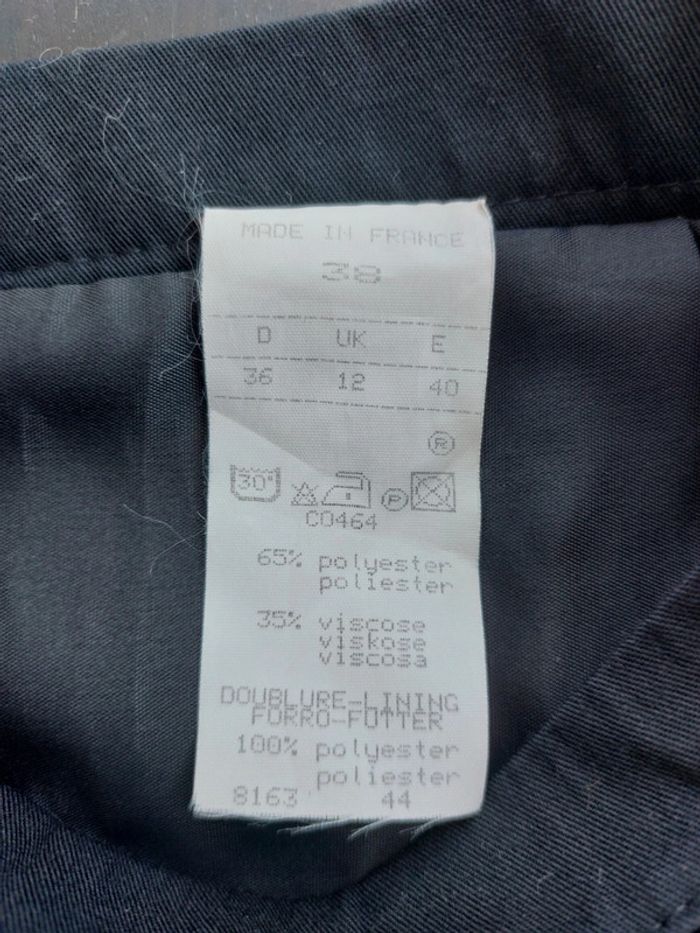 MADE IN FRANCE
38
D UK E
36 12 40
®
30° P
C0464
65% polyester
poliester
35% viscose
viskose
viscosa
DOUBLURE-LINING
FORRO-FUTTER
100% polyester
poliester
8163 44